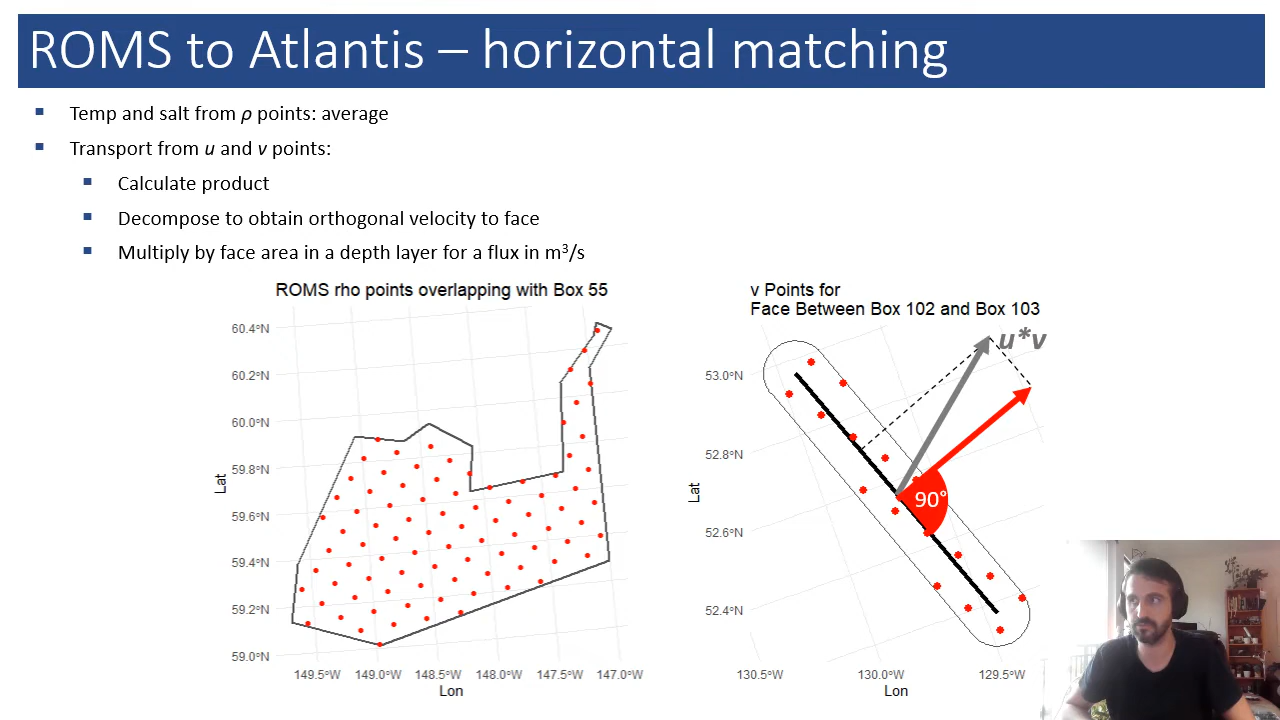 ROMS to Atlantis – horizontal matching
Temp and salt from ρ points: average
Transport from u and v points:
Calculate product
Decompose to obtain orthogonal velocity to face
Multiply by face area in a depth layer for a flux in m³/s
ROMS rho points overlapping with Box 55
60.4°N
60.2°N
60.0°N
59.8°N
59.6°N
59.4°N
59.2°N
59.0°N
Lat
149.5°W 149.0°W 148.5°W 148.0°W 147.5°W 147.0°W
Lon
v Points for
Face Between Box 102 and Box 103
u*v
90°
53.0°N
52.8°N
52.6°N
52.4°N
Lat
130.5°W 130.0°W 129.5°W
Lon